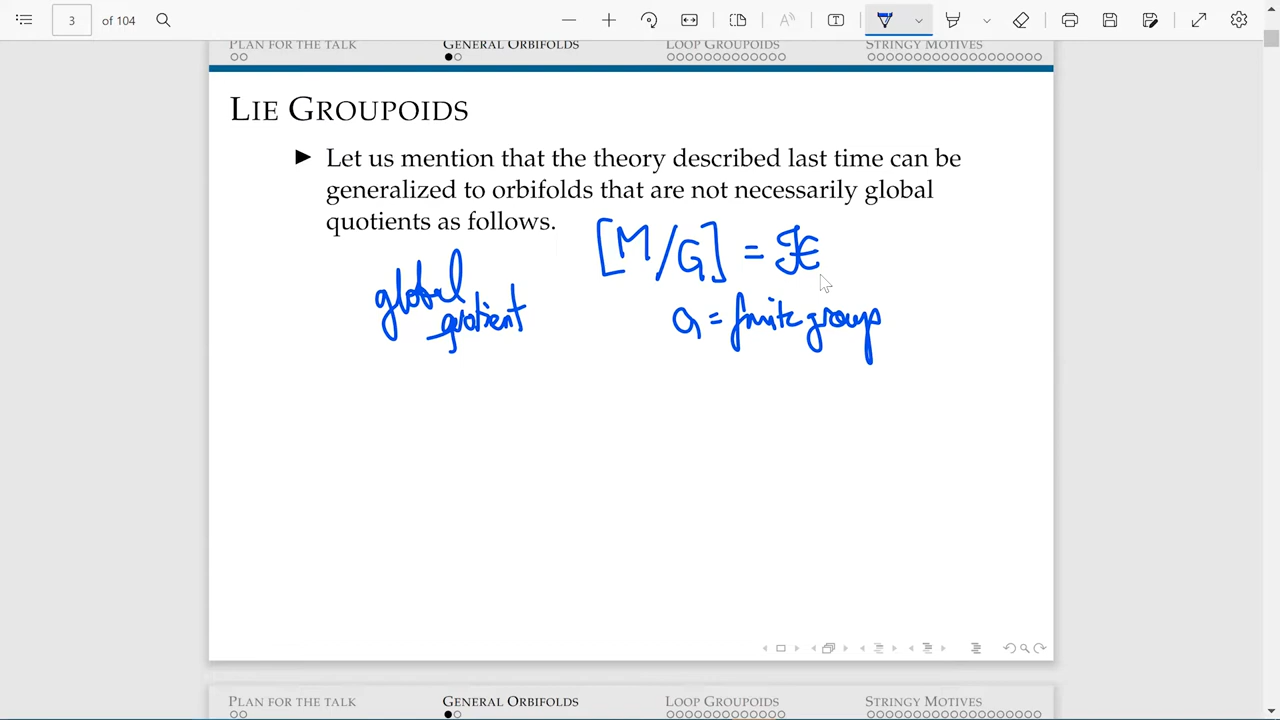 3 of 104
PLAN FOR THE TALK GENERAL ORBIFOLDS LOOP GROUPOIDS STRINGY MOTIVES
LIE GROUPOIDS
Let us mention that the theory described last time can be
generalized to orbifolds that are not necessarily global
quotients as follows.
[M/G] =
global
quotient
G = finite group
PLAN FOR THE TALK GENERAL ORBIFOLDS LOOP GROUPOIDS STRINGY MOTIVES